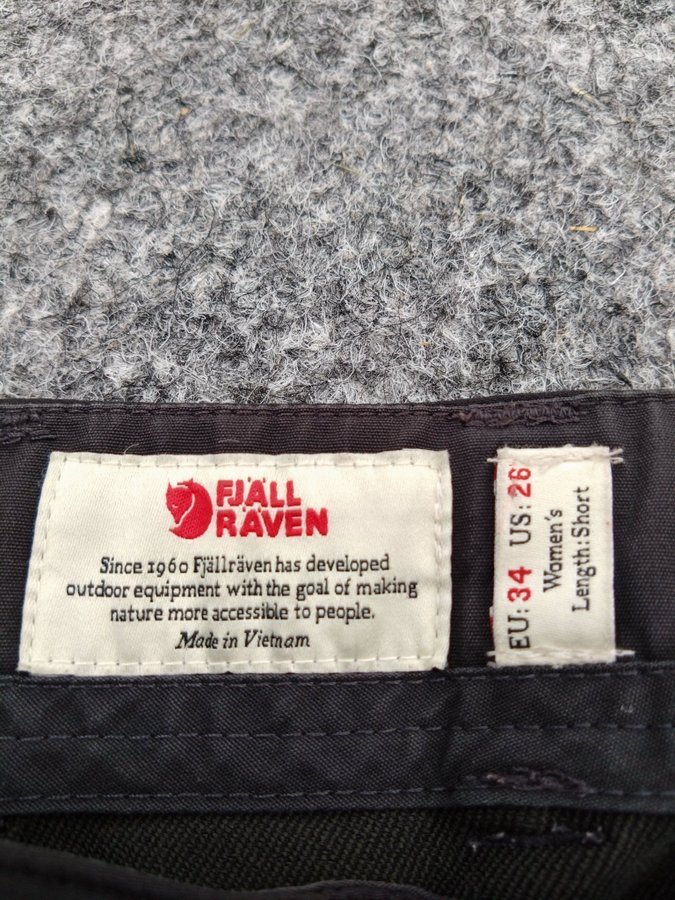 FJÄLL
RÄVEN
Since 1960 Fjällräven has developed
outdoor equipment with the goal of making
nature more accessible to people.
Made in Vietnam
EU: 34 US: 26
Women's
Length: Short